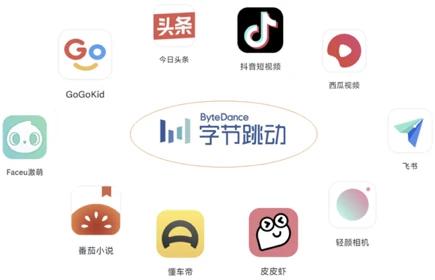 头条
今日头条
抖音短视频
西瓜视频
Go
GoGoKid
ByteDance
字节跳动
飞书
Faceu激萌
番茄小说
懂车帝
皮皮虾
轻颜相机